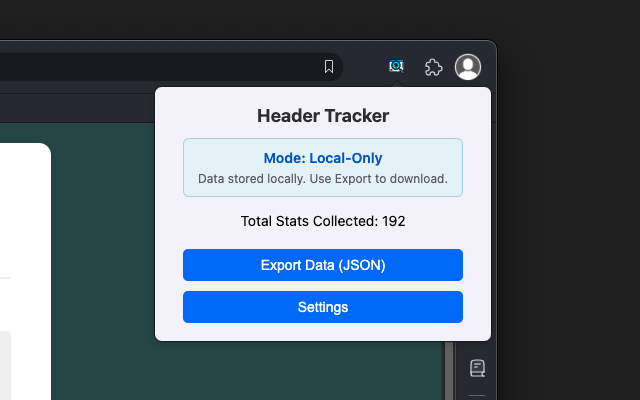 Header Tracker
Mode: Local-Only
Data stored locally. Use Export to download.
Total Stats Collected: 192
Export Data (JSON)
Settings